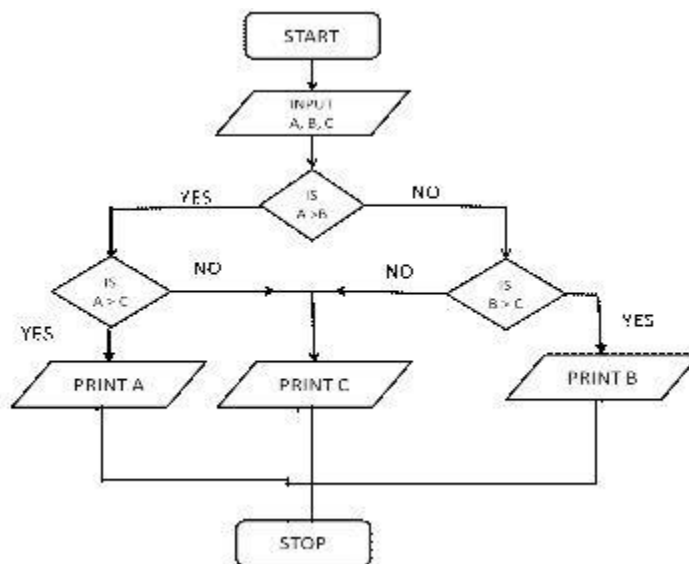 START
INPUT
A, B, C
IS
A >B
YES
NO
IS
A > C
NO
NO
IS
B > C
YES
YES
PRINT A
PRINT C
PRINT B
STOP